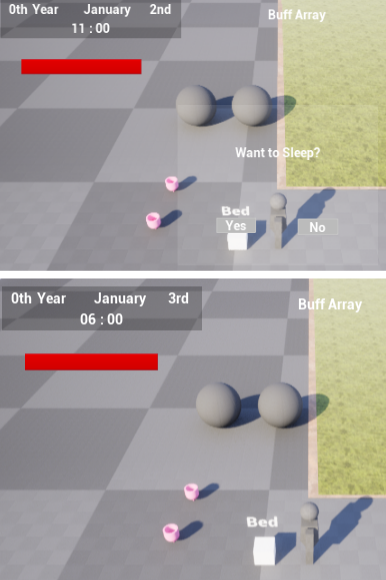 0th Year January 2nd
Buff Array
11 : 00
Want to Sleep?
Bed
Yes No
0th Year January 3rd
Buff Array
06 : 00
Bed